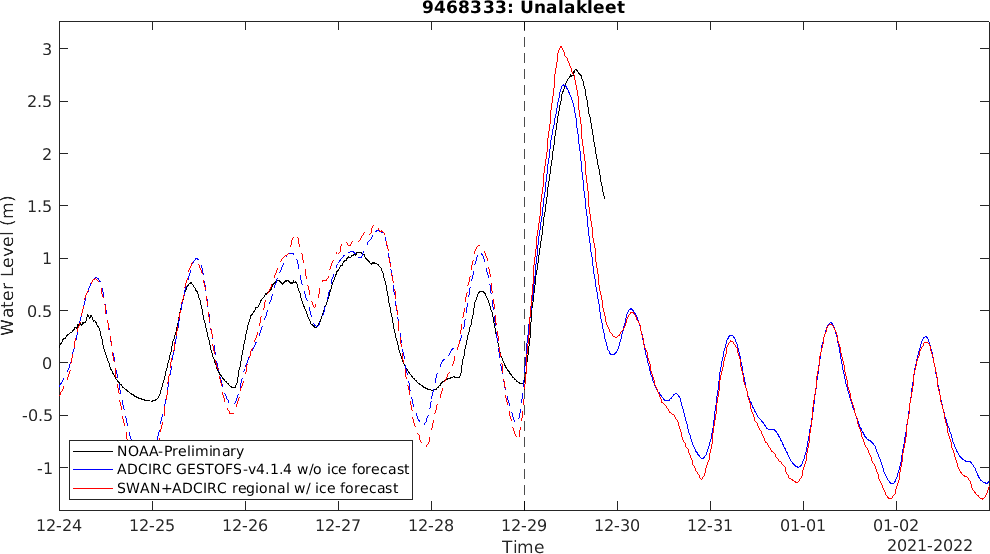 9468333: Unalakleet
3
2.5
2
1.5
1
0.5
0
-0.5
-1
Water Level (m)
NOAA-Preliminary
ADCIRC GESTOFS-v4.1.4 w/o ice forecast
SWAN+ADCIRC regional w/ ice forecast
12-24 12-25 12-26 12-27 12-28 12-29 12-30 12-31 01-01 01-02
Time
2021-2022